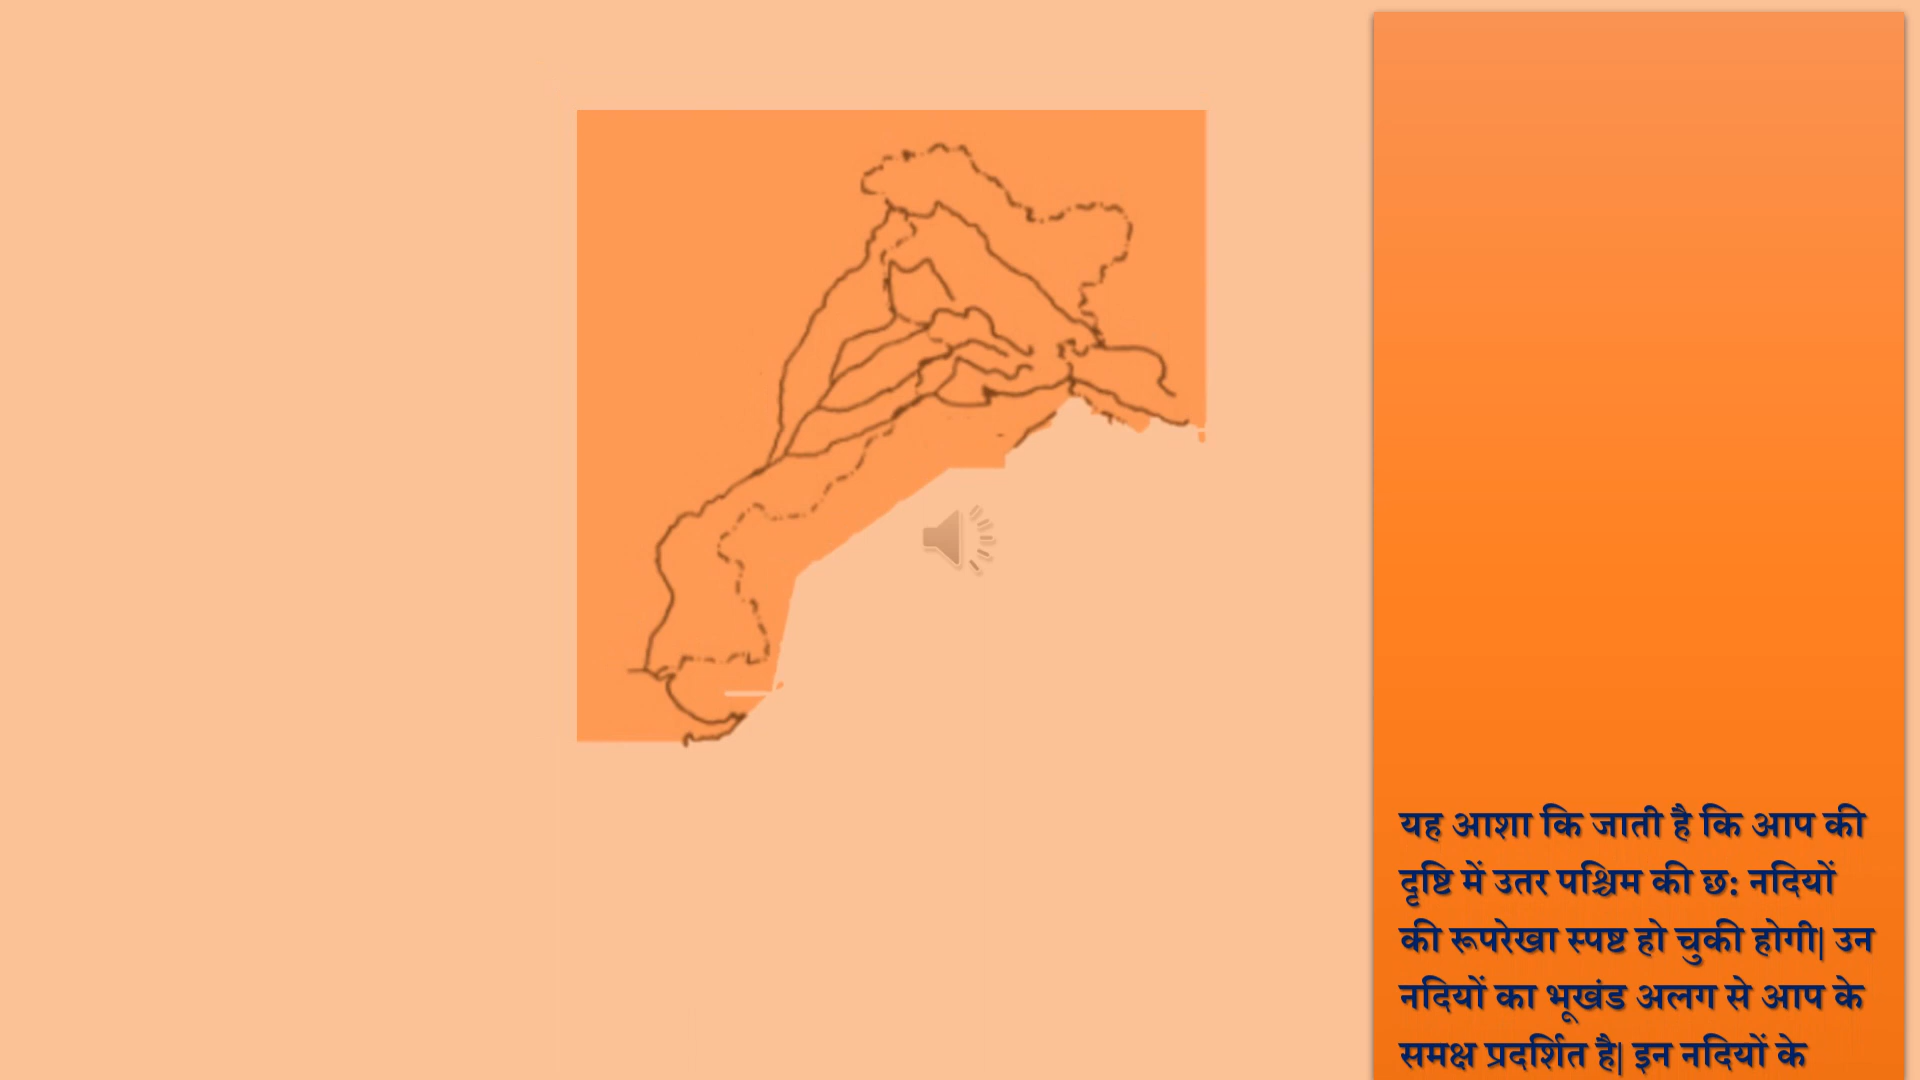 यह आशा कि जाती है कि आप की
दृष्टि में उतर पश्चिम की छ: नदियों
की रूपरेखा स्पष्ट हो चुकी होगी| उन
नदियों का भूखंड अलग से आप के
समक्ष प्रदर्शित है| इन नदियों के